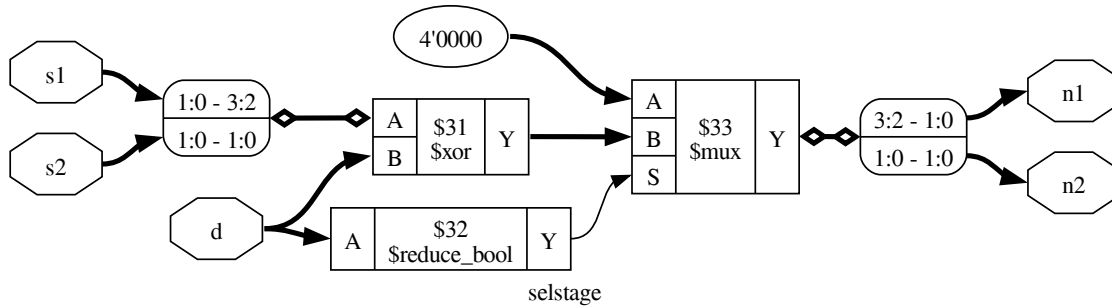 s1
s2
1:0 - 3:2
1:0 - 1:0
d
4'0000
A
B
$31
$xor
Y
A
$32
$reduce_bool
Y
A
B
S
$33
$mux
Y
3:2 - 1:0
1:0 - 1:0
n1
n2
selstage